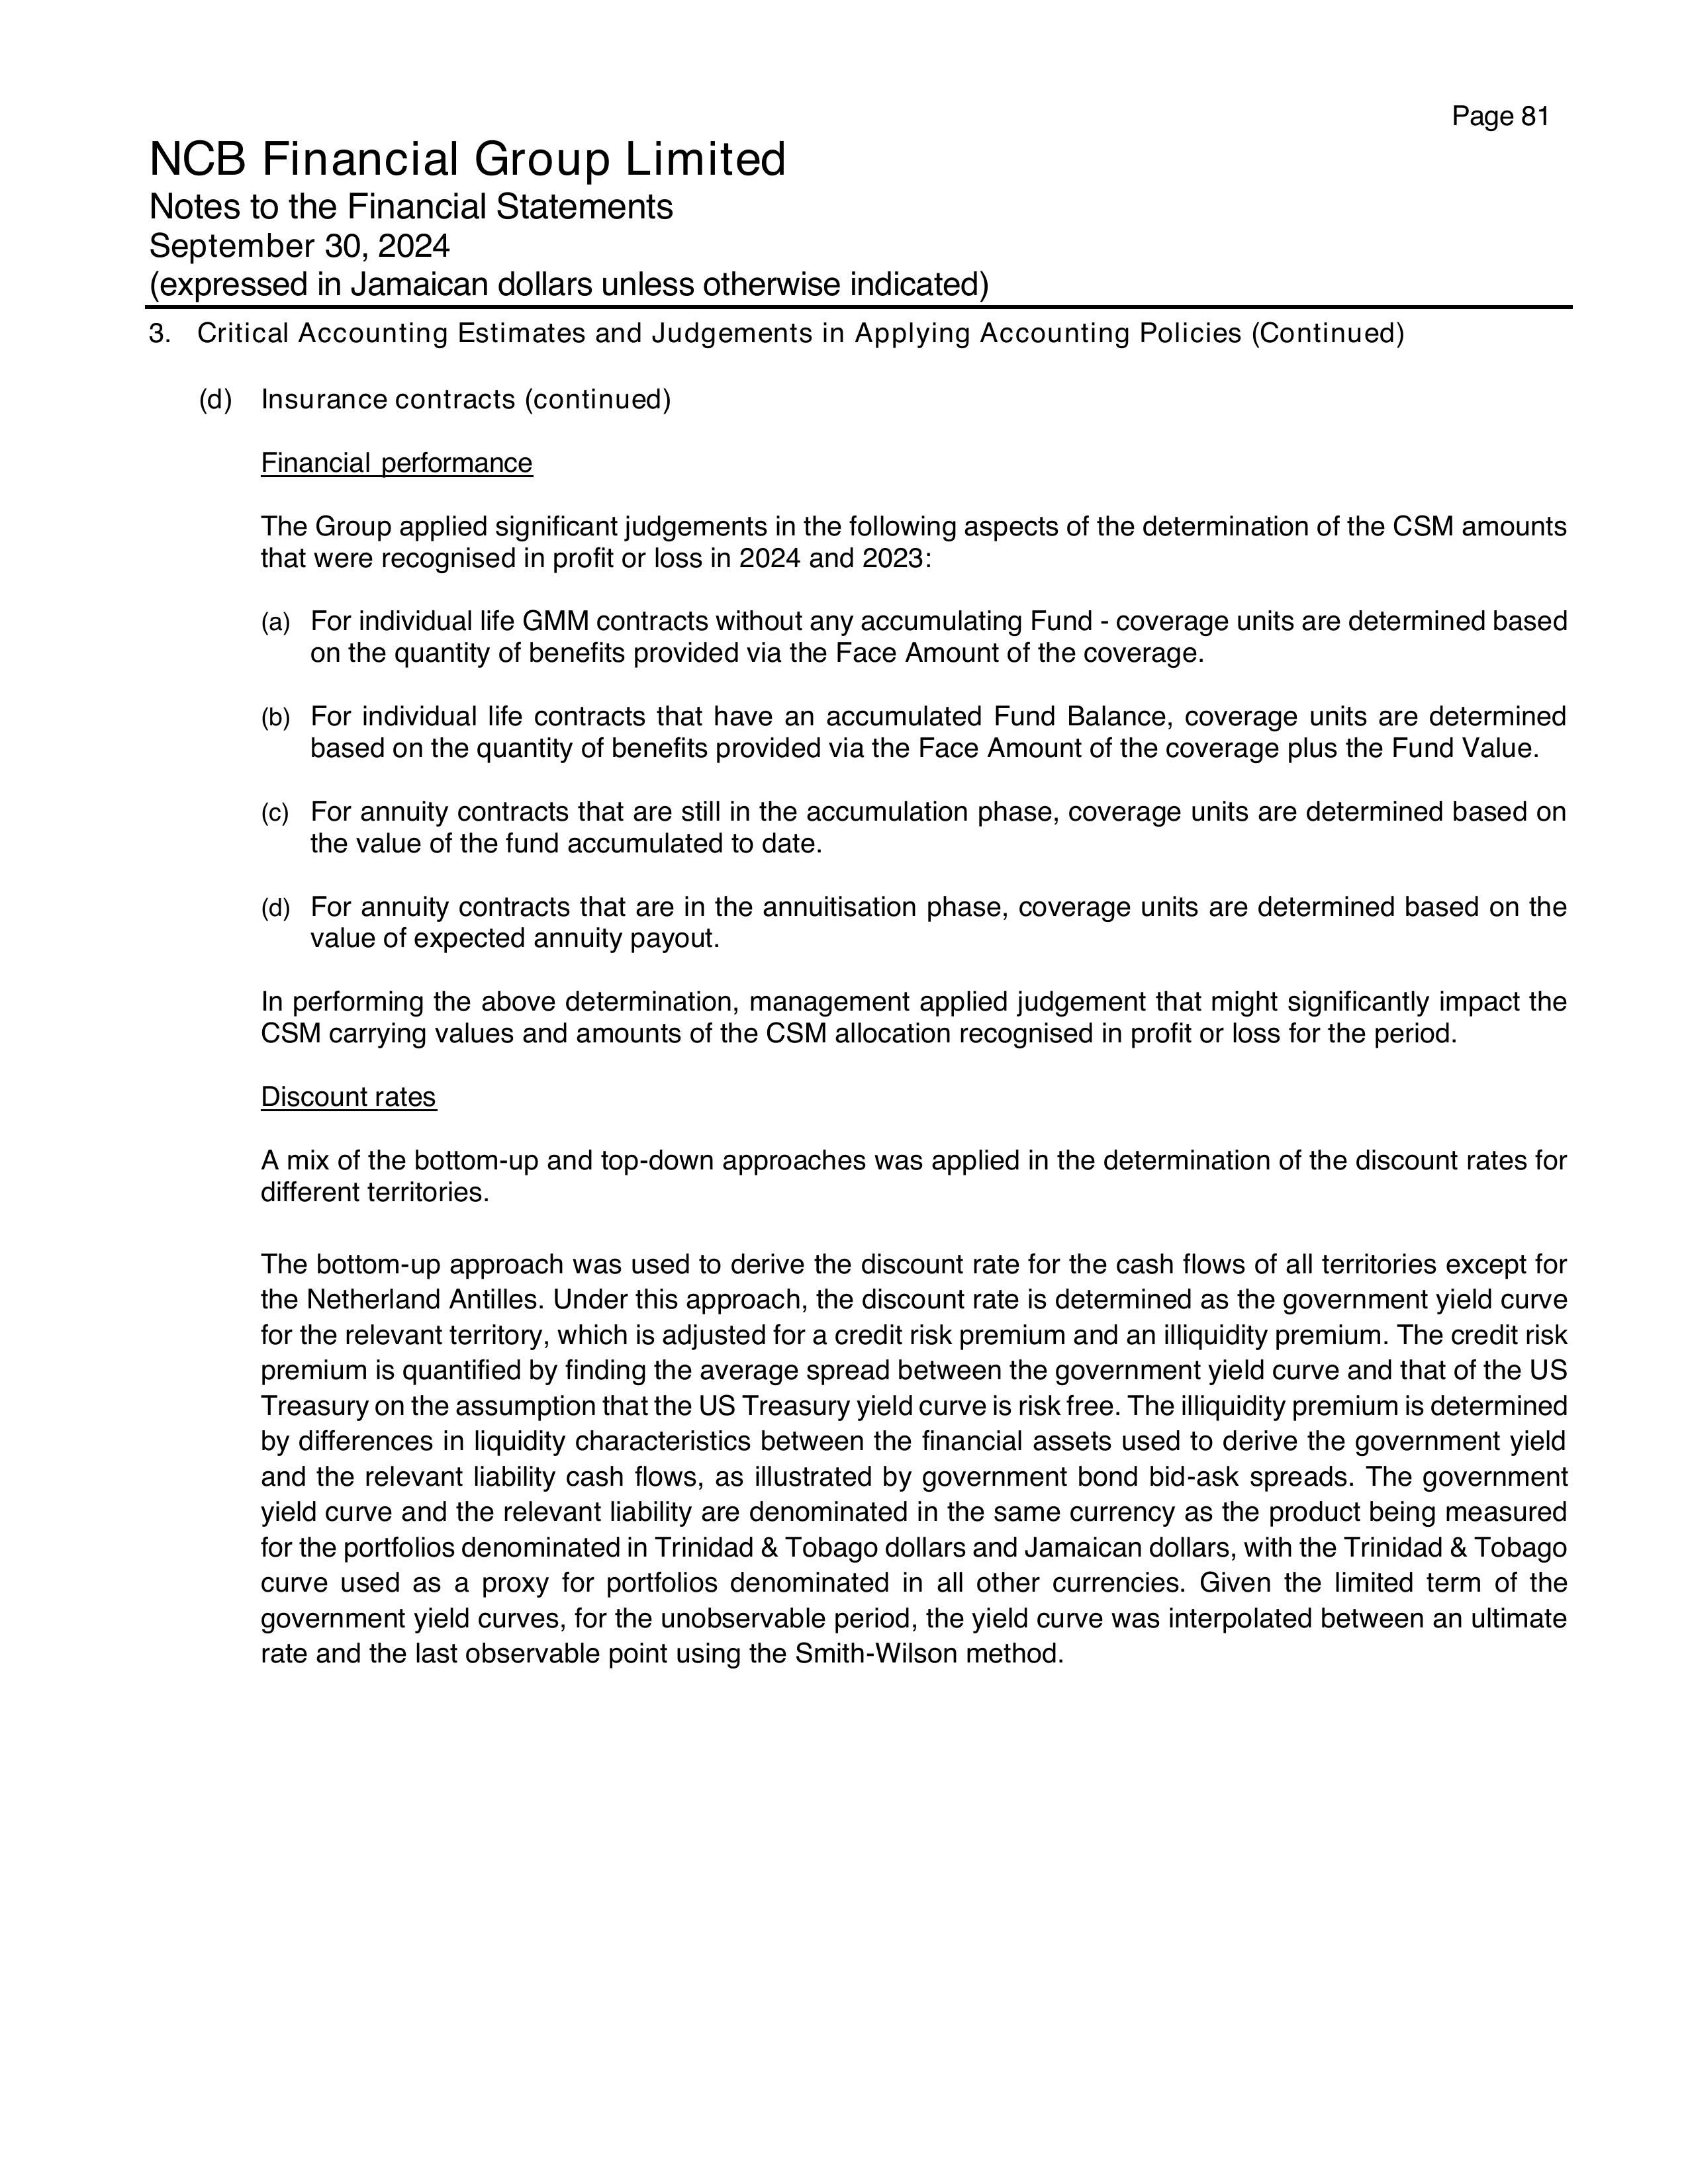 Page 81
NCB Financial Group Limited
Notes to the Financial Statements
September 30, 2024
(expressed in Jamaican dollars unless otherwise indicated)
3. Critical Accounting Estimates and Judgements in Applying Accounting Policies (Continued)
(d) Insurance contracts (continued)
Financial performance
The Group applied significant judgements in the following aspects of the determination of the CSM amounts
that were recognised in profit or loss in 2024 and 2023:
(a) For individual life GMM contracts without any accumulating Fund - coverage units are determined based
on the quantity of benefits provided via the Face Amount of the coverage.
(b) For individual life contracts that have an accumulated Fund Balance, coverage units are determined
based on the quantity of benefits provided via the Face Amount of the coverage plus the Fund Value.
(c) For annuity contracts that are still in the accumulation phase, coverage units are determined based on
the value of the fund accumulated to date.
(d) For annuity contracts that are in the annuitisation phase, coverage units are determined based on the
value of expected annuity payout.
In performing the above determination, management applied judgement that might significantly impact the
CSM carrying values and amounts of the CSM allocation recognised in profit or loss for the period.
Discount rates
A mix of the bottom-up and top-down approaches was applied in the determination of the discount rates for
different territories.
The bottom-up approach was used to derive the discount rate for the cash flows of all territories except for
the Netherland Antilles. Under this approach, the discount rate is determined as the government yield curve
for the relevant territory, which is adjusted for a credit risk premium and an illiquidity premium. The credit risk
premium is quantified by finding the average spread between the government yield curve and that of the US
Treasury on the assumption that the US Treasury yield curve is risk free. The illiquidity premium is determined
by differences in liquidity characteristics between the financial assets used to derive the government yield
and the relevant liability cash flows, as illustrated by government bond bid-ask spreads. The government
yield curve and the relevant liability are denominated in the same currency as the product being measured
for the portfolios denominated in Trinidad & Tobago dollars and Jamaican dollars, with the Trinidad & Tobago
curve used as a proxy for portfolios denominated in all other currencies. Given the limited term of the
government yield curves, for the unobservable period, the yield curve was interpolated between an ultimate
rate and the last observable point using the Smith-Wilson method.